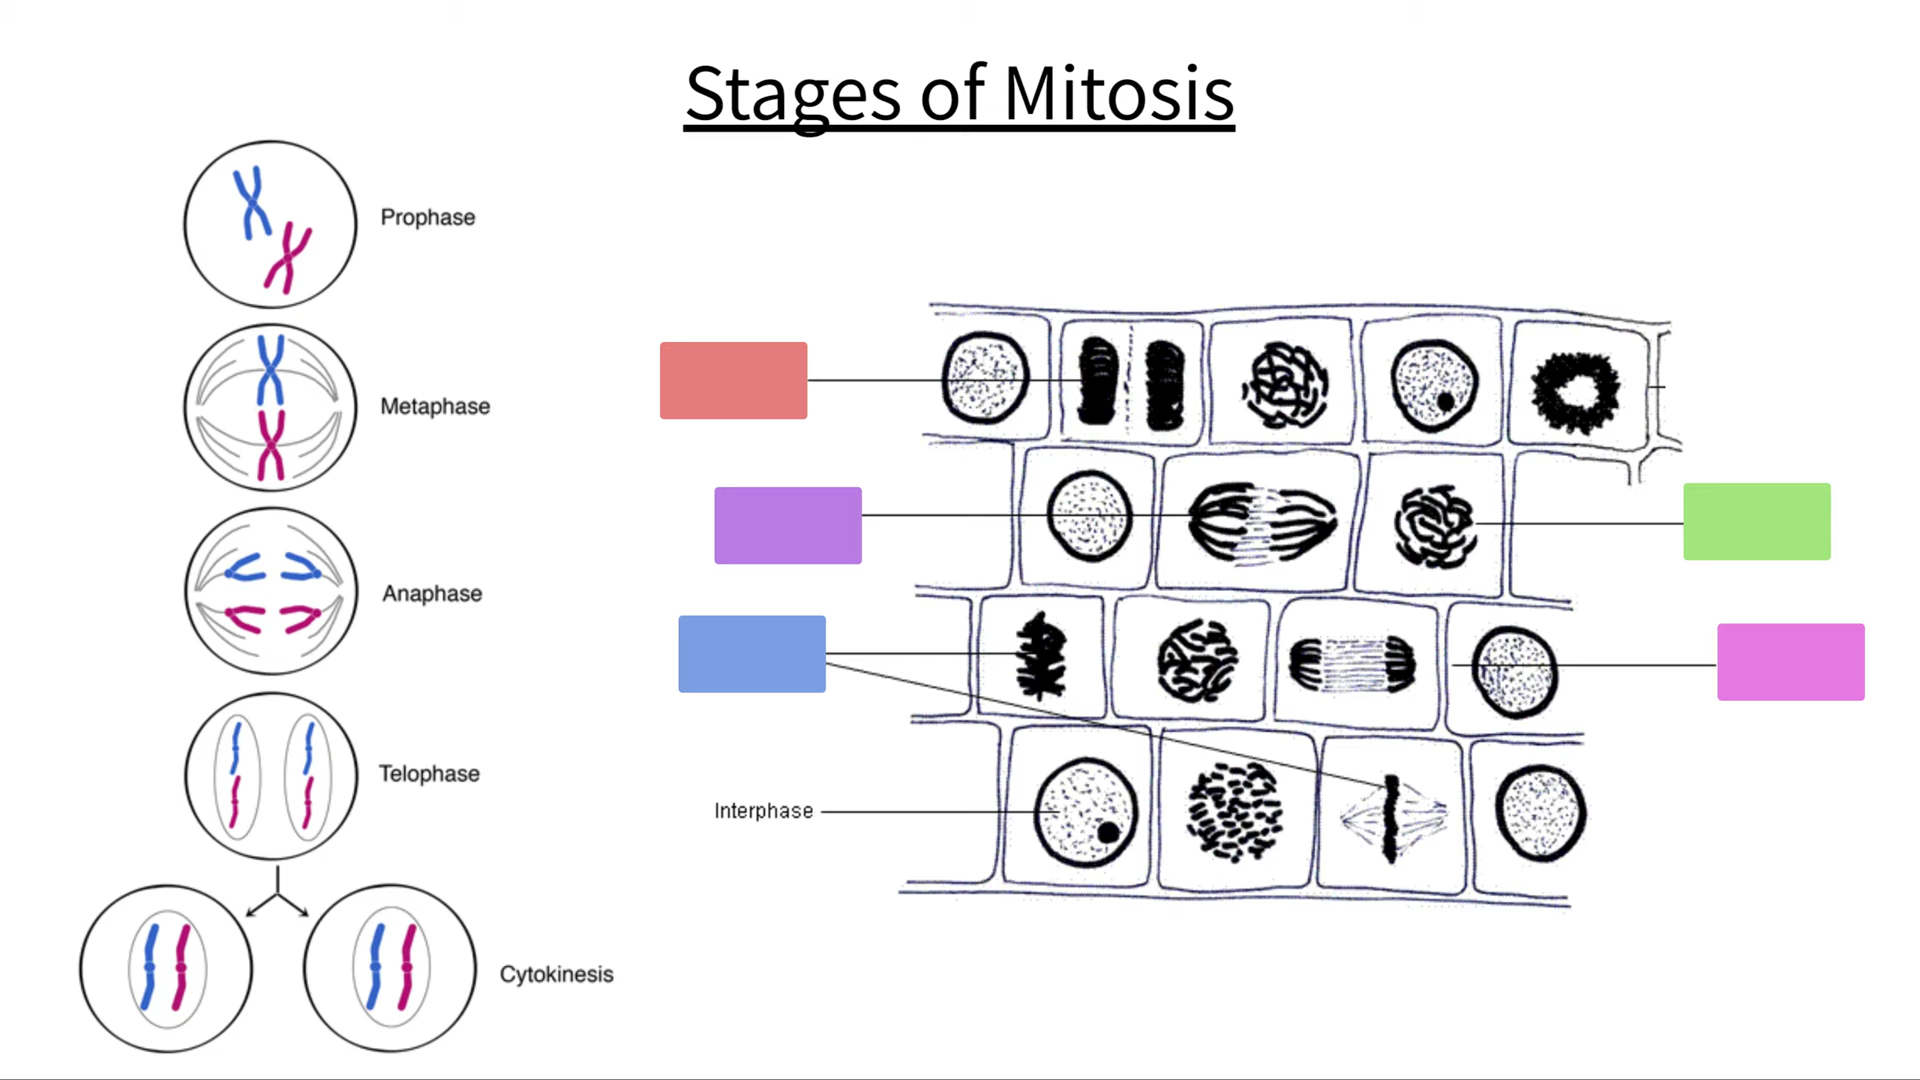 Stages of Mitosis
Prophase
Metaphase
Anaphase
Telophase
Interphase
Cytokinesis